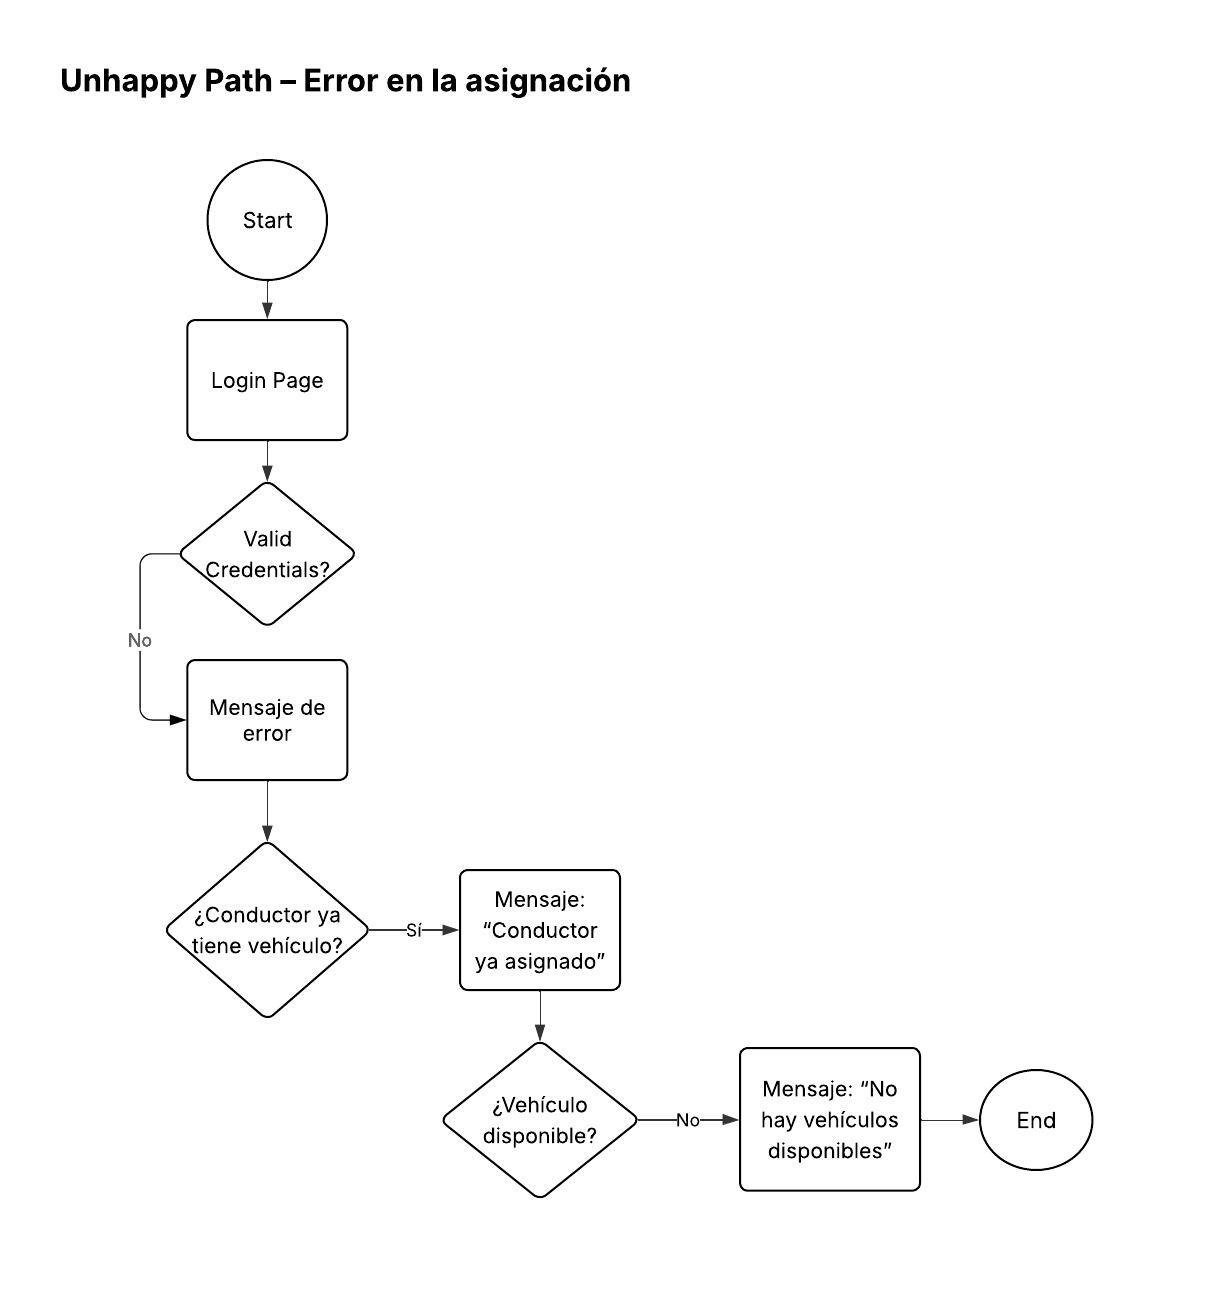 Unhappy Path – Error en la asignación
Start
Login Page
Valid
Credentials?
No
Mensaje de
error
¿Conductor ya
tiene vehículo?
Sí
Mensaje:
“Conductor
ya asignado”
¿Vehículo
disponible?
No
Mensaje: “No
hay vehículos
disponibles”
End